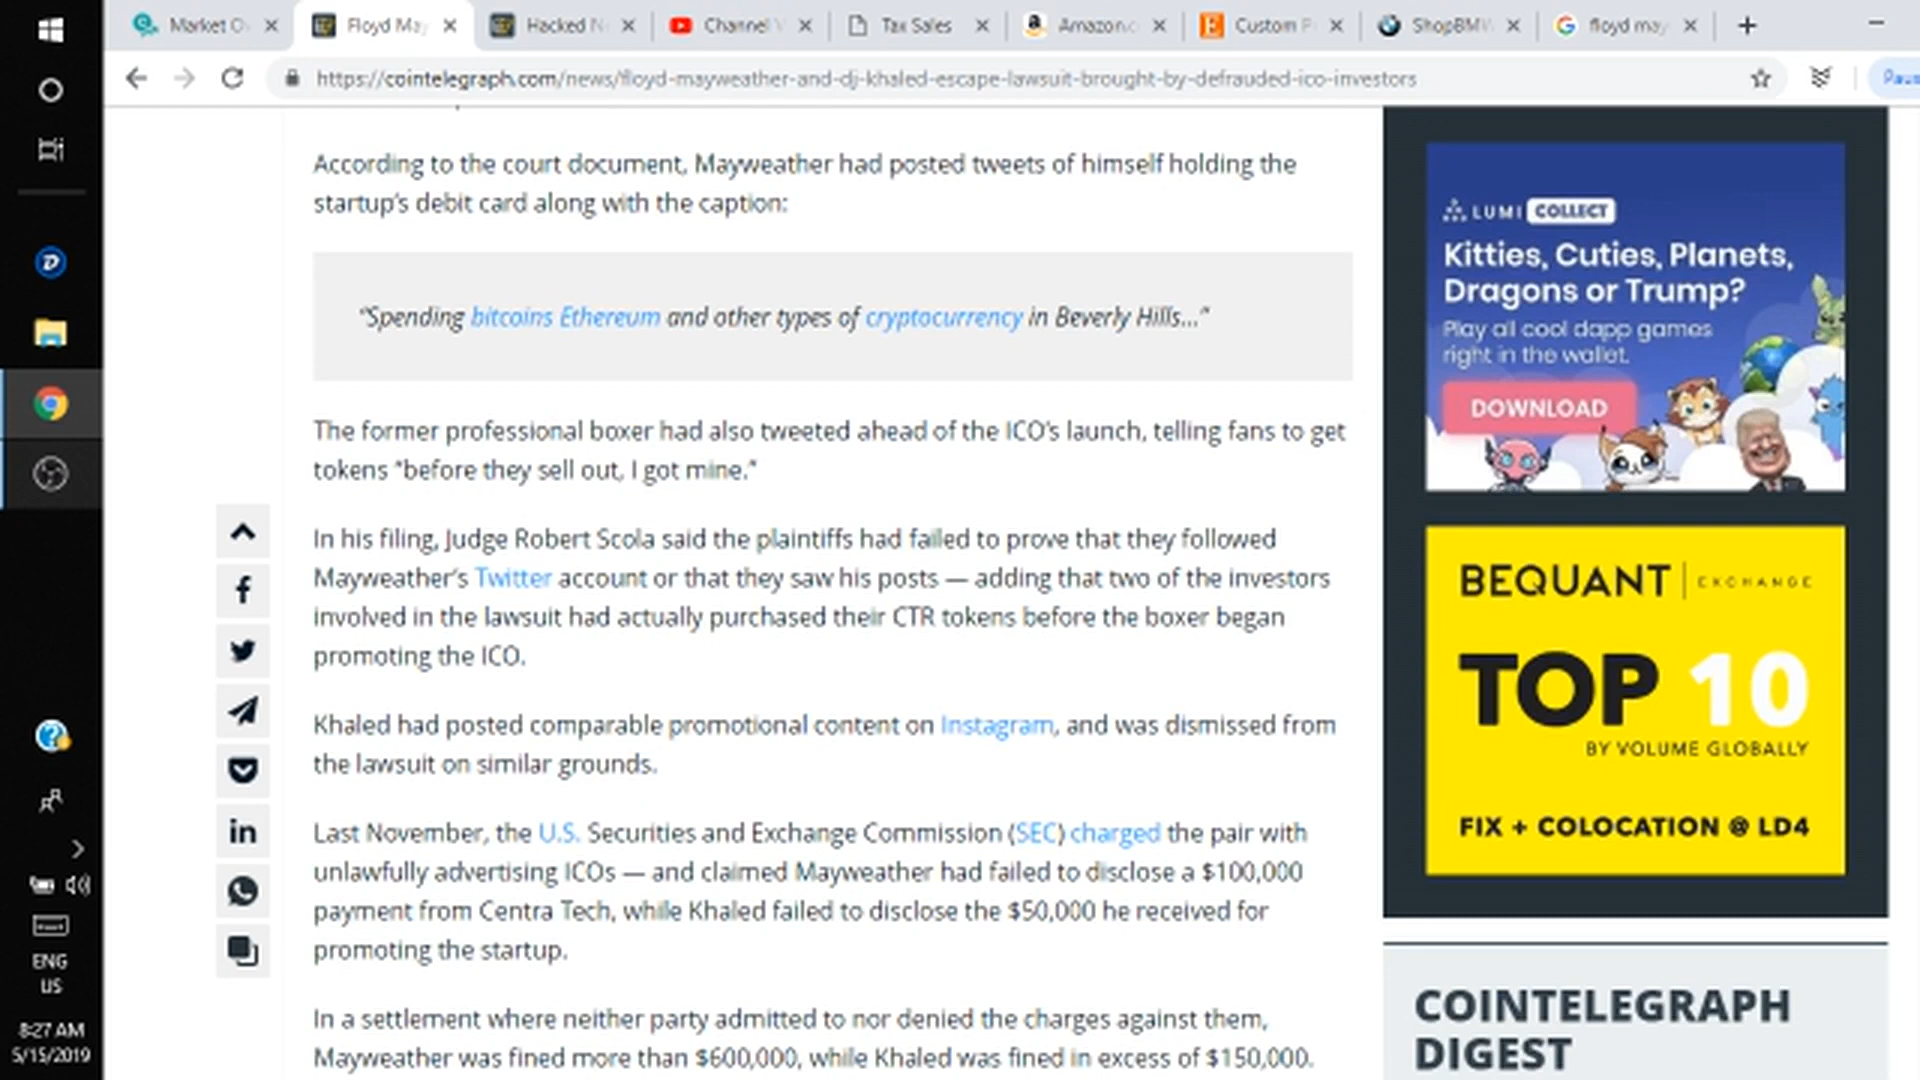 Market O
Floyd May
Hacked N
Channel
Tax Sales
Amazon.c
Custom P
ShopBMW
floyd may
https://cointelegraph.com/news/floyd-mayweather-and-dj-khaled-escape-lawsuit-brought-by-defrauded-ico-investors
According to the court document, Mayweather had posted tweets of himself holding the
startup's debit card along with the caption:
"Spending bitcoins Ethereum and other types of cryptocurrency in Beverly Hills..."
The former professional boxer had also tweeted ahead of the ICO's launch, telling fans to get
tokens "before they sell out, I got mine."
In his filing, Judge Robert Scola said the plaintiffs had failed to prove that they followed
Mayweather's Twitter account or that they saw his posts — adding that two of the investors
involved in the lawsuit had actually purchased their CTR tokens before the boxer began
promoting the ICO.
Khaled had posted comparable promotional content on Instagram, and was dismissed from
the lawsuit on similar grounds.
Last November, the U.S. Securities and Exchange Commission (SEC) charged the pair with
unlawfully advertising ICOs — and claimed Mayweather had failed to disclose a $100,000
payment from Centra Tech, while Khaled failed to disclose the $50,000 he received for
promoting the startup.
In a settlement where neither party admitted to nor denied the charges against them,
Mayweather was fined more than $600,000, while Khaled was fined in excess of $150,000.
LUMI COLLECT
Kitties, Cuties, Planets,
Dragons or Trump?
Play all cool dapp games
right in the wallet.
DOWNLOAD
BEQUANT | EXCHANGE
TOP 10
BY VOLUME GLOBALLY
FIX + COLOCATION @ LD4
COINTELEGRAPH
DIGEST
ENG
US
8:27 AM
5/15/2019